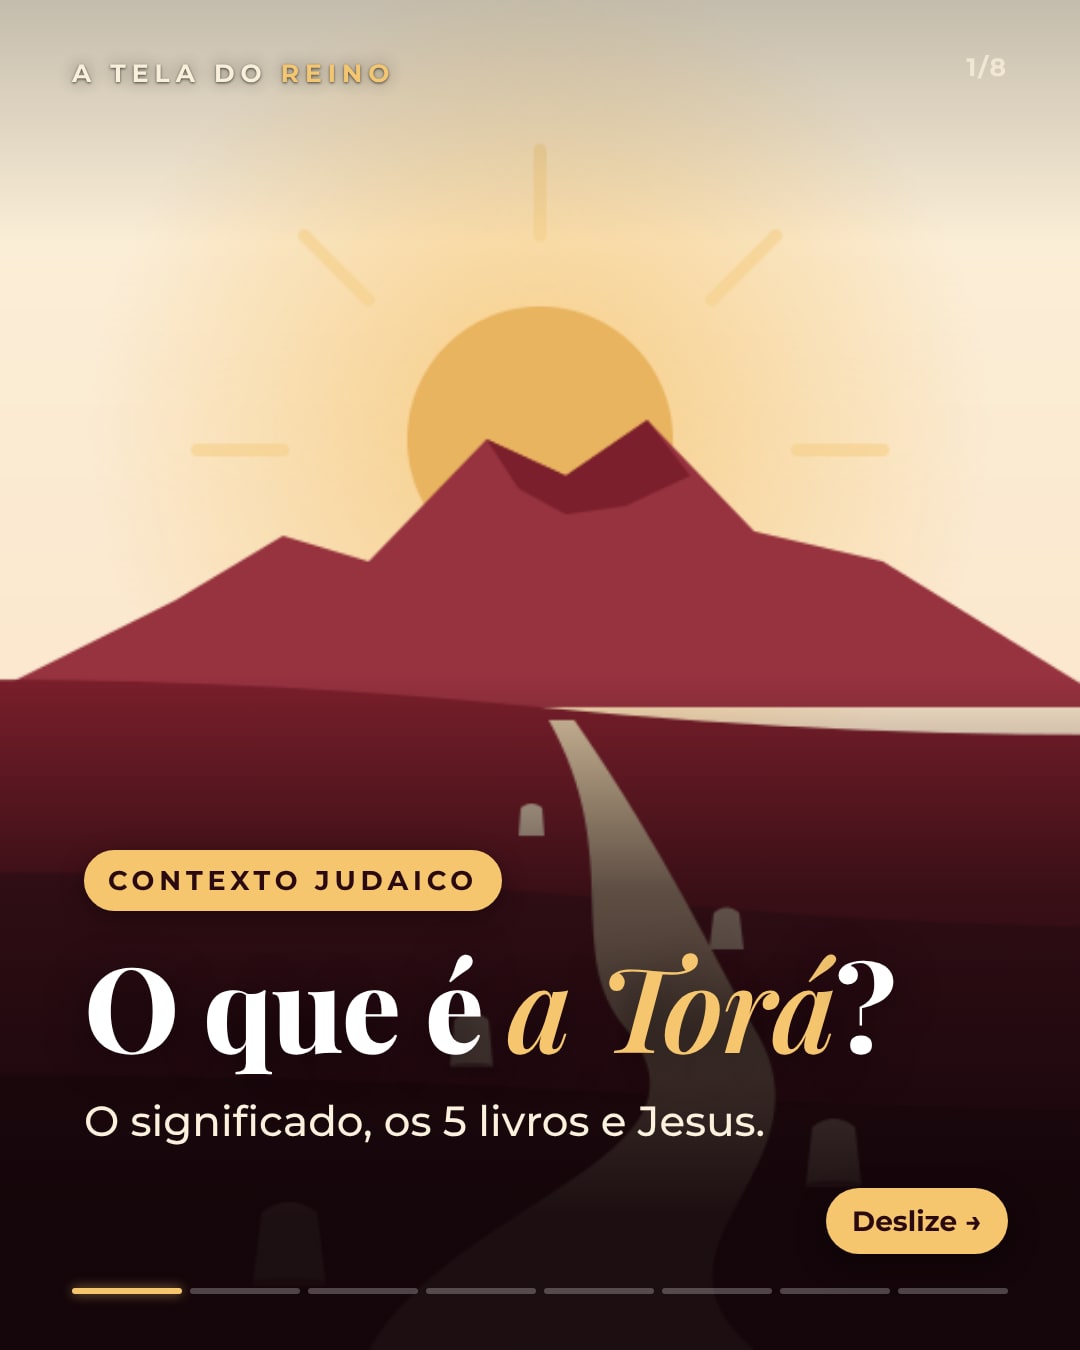 A TELA DO REINO
1/8
CONTEXTO JUDAICO
O que é a Torá?
O significado, os 5 livros e Jesus.
Deslize →